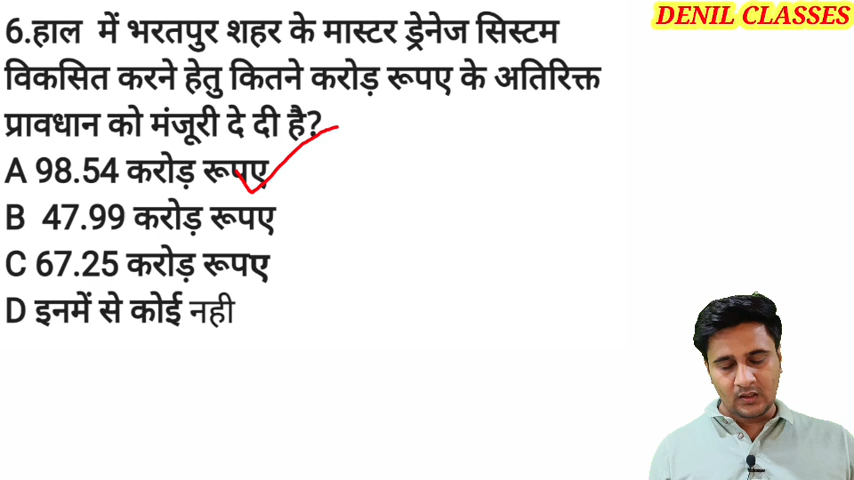 DENIL CLASSES
6.हाल में भरतपुर शहर के मास्टर ड्रेनेज सिस्टम
विकसित करने हेतु कितने करोड़ रूपए के अतिरिक्त
प्रावधान को मंजूरी दे दी है?
A 98.54 करोड़ रूपए
B 47.99 करोड़ रूपए
C 67.25 करोड़ रूपए
D इनमें से कोई नही